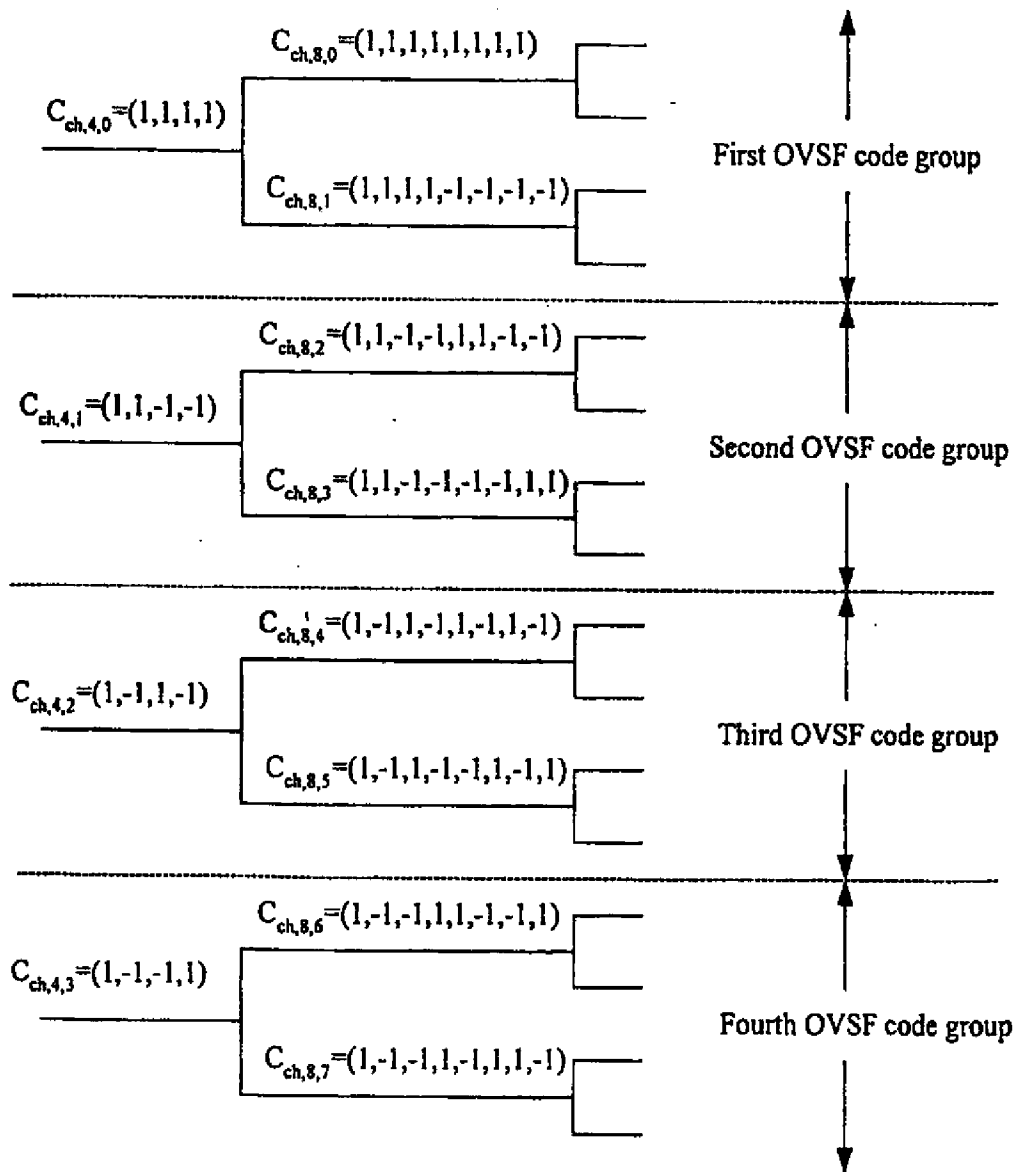 C_ch,8,0=(1,1,1,1,1,1,1,1)
C_ch,4,0=(1,1,1,1)
First OVSF code group
C_ch,8,1=(1,1,1,1,-1,-1,-1,-1)
C_ch,8,2=(1,1,-1,-1,1,1,-1,-1)
C_ch,4,1=(1,1,-1,-1)
Second OVSF code group
C_ch,8,3=(1,1,-1,-1,-1,-1,1,1)
C_ch,8,4=(1,-1,1,-1,1,-1,1,-1)
C_ch,4,2=(1,-1,1,-1)
Third OVSF code group
C_ch,8,5=(1,-1,1,-1,-1,1,-1,1)
C_ch,8,6=(1,-1,-1,1,1,-1,-1,1)
C_ch,4,3=(1,-1,-1,1)
Fourth OVSF code group
C_ch,8,7=(1,-1,-1,1,-1,1,1,-1)